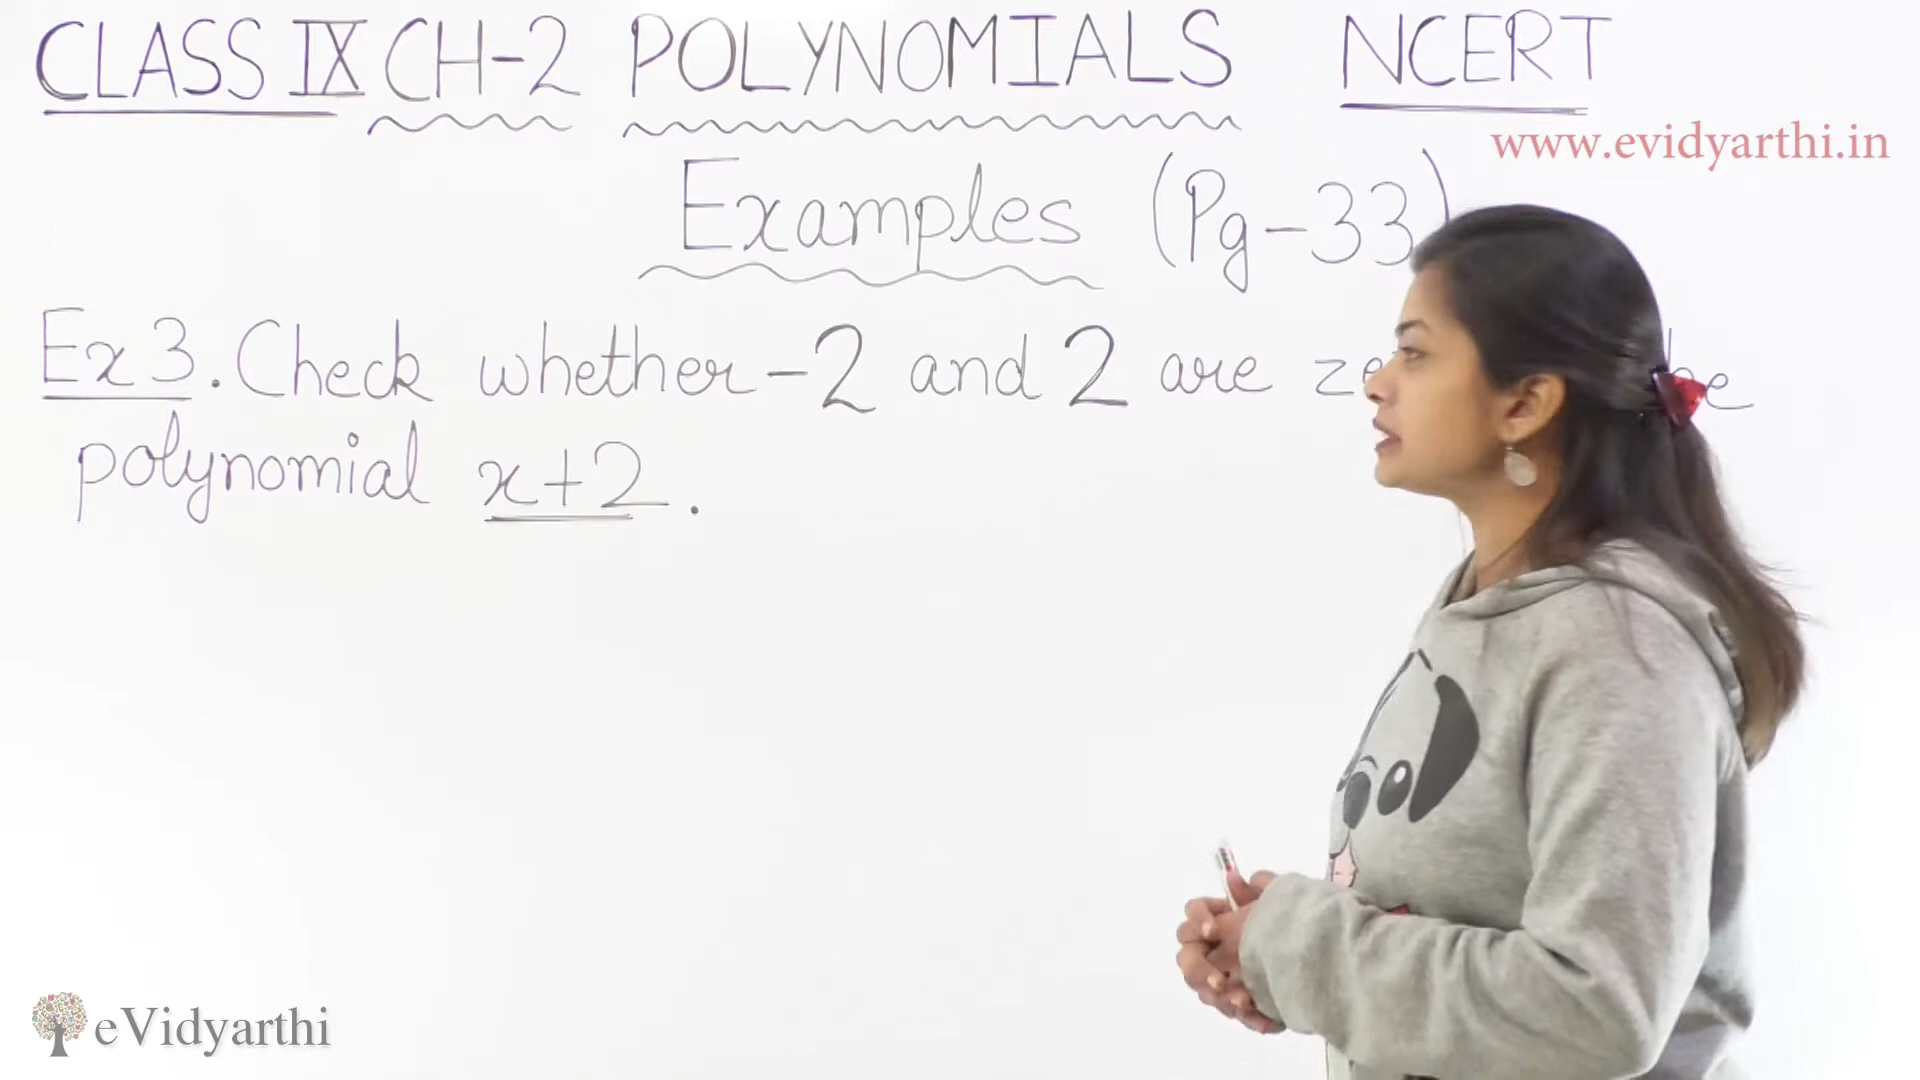 CLASS IX CH-2 POLYNOMIALS NCERT
www.evidyarthi.in
Examples (Pg-33)
Ex 3. Check whether -2 and 2 are
polynomial x+2.
eVidyarthi